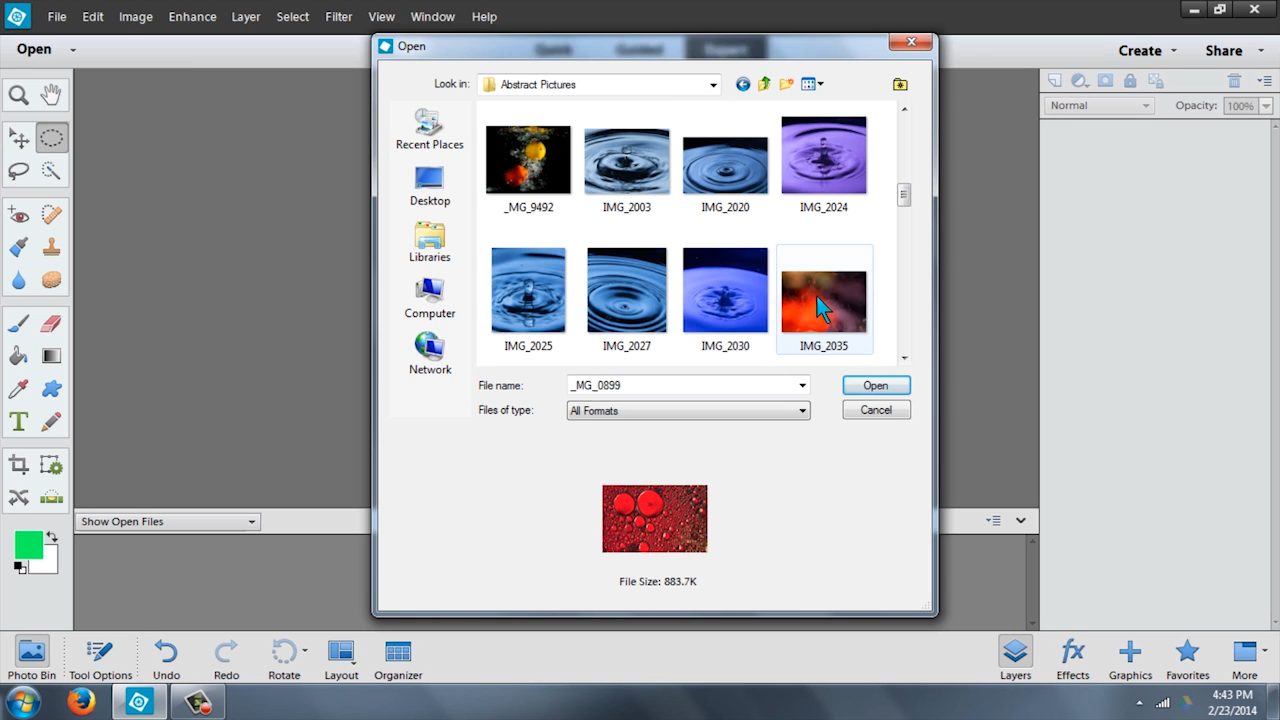 File Edit Image Enhance Layer Select Filter View Window Help
Open
Quick Guided Expert
Create Share
Open
Look in: Abstract Pictures
Normal Opacity: 100%
Recent Places
Desktop
Libraries
Computer
Network
_MG_9492 IMG_2003 IMG_2020 IMG_2024
IMG_2025 IMG_2027 IMG_2030 IMG_2035
File name: _MG_0899 Open
Files of type: All Formats Cancel
File Size: 883.7K
Show Open Files
Photo Bin Tool Options Undo Redo Rotate Layout Organizer Layers Effects Graphics Favorites More
4:43 PM
2/23/2014